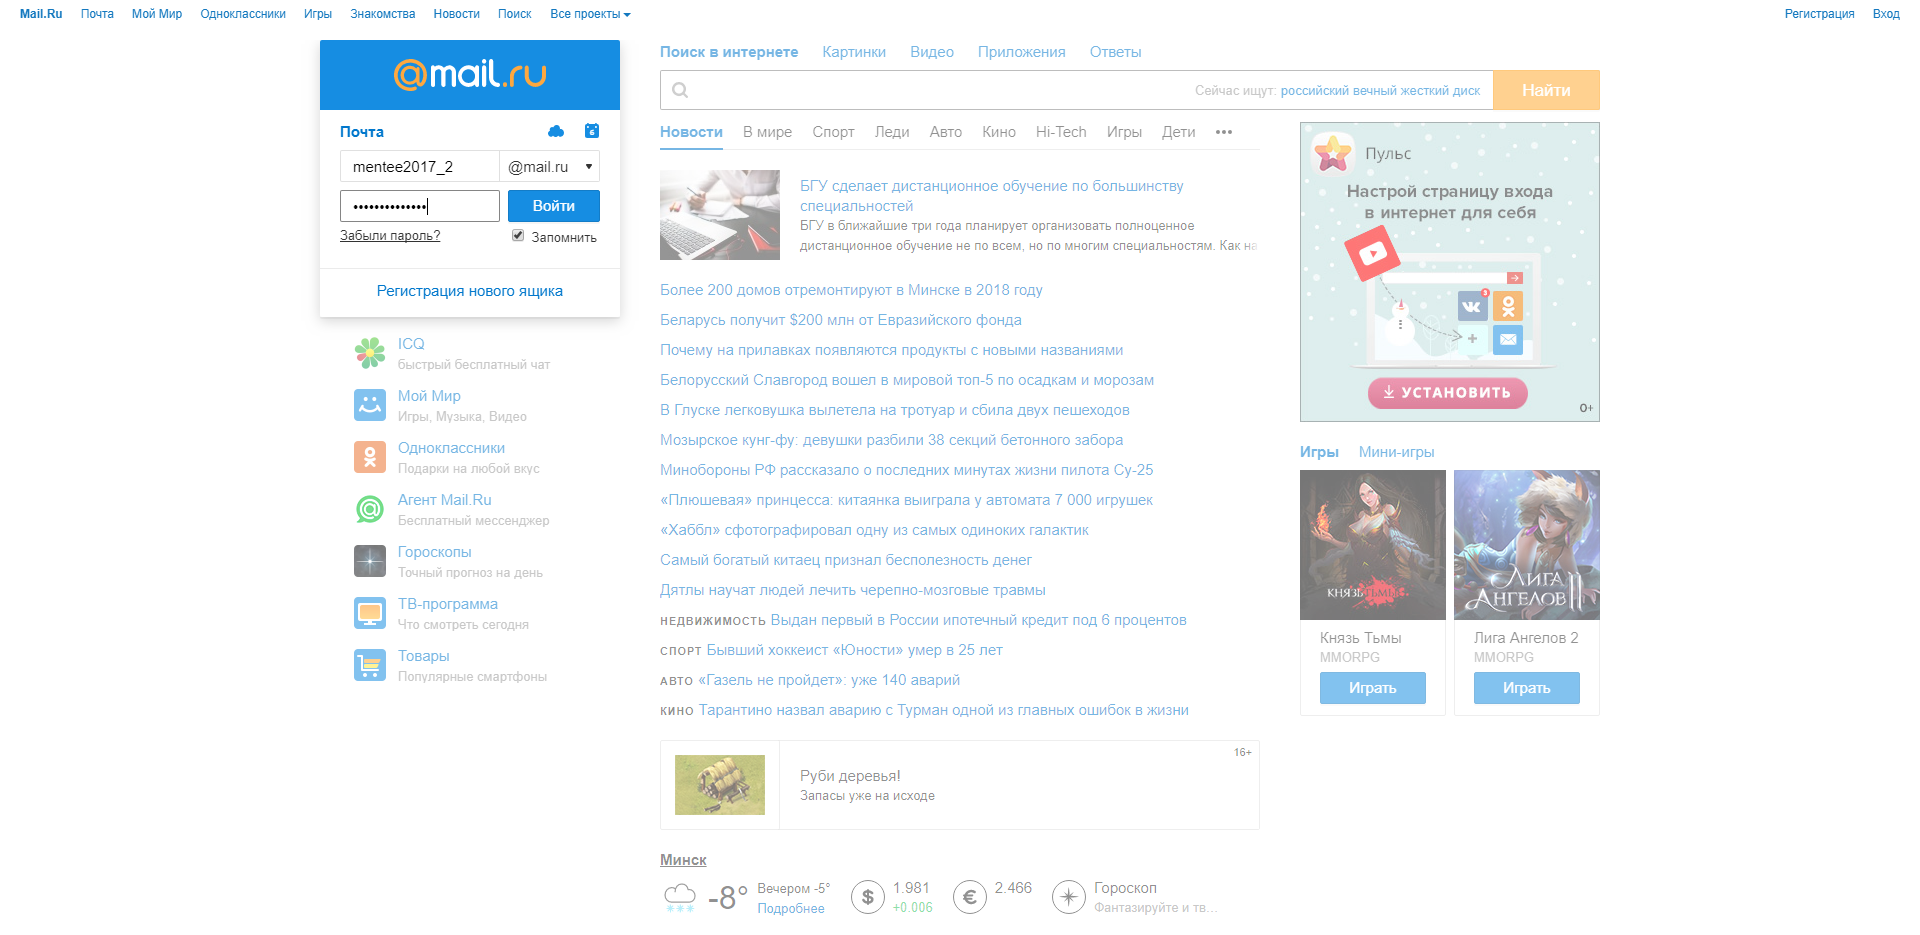 Mail.Ru Почта Мой Мир Одноклассники Игры Знакомства Новости Поиск Все проекты
Регистрация Вход
@mail.ru
Почта
6
mentee2017_2 @mail.ru
•••••••••••••• Войти
Забыли пароль? Запомнить
Регистрация нового ящика
ICQ
быстрый бесплатный чат
Мой Мир
Игры, Музыка, Видео
Одноклассники
Подарки на любой вкус
Агент Mail.Ru
Бесплатный мессенджер
Гороскопы
Точный прогноз на день
ТВ-программа
Что смотреть сегодня
Товары
Популярные смартфоны
Поиск в интернете Картинки Видео Приложения Ответы
Сейчас ищут: российский вечный жесткий диск Найти
Новости В мире Спорт Леди Авто Кино Hi-Tech Игры Дети •••
БГУ сделает дистанционное обучение по большинству
специальностей
БГУ в ближайшие три года планирует организовать полноценное
дистанционное обучение не по всем, но по многим специальностям. Как на
Более 200 домов отремонтируют в Минске в 2018 году
Беларусь получит $200 млн от Евразийского фонда
Почему на прилавках появляются продукты с новыми названиями
Белорусский Славгород вошел в мировой топ-5 по осадкам и морозам
В Глуске легковушка вылетела на тротуар и сбила двух пешеходов
Мозырское кунг-фу: девушки разбили 38 секций бетонного забора
Минобороны РФ рассказало о последних минутах жизни пилота Су-25
«Плюшевая» принцесса: китаянка выиграла у автомата 7 000 игрушек
«Хаббл» сфотографировал одну из самых одиноких галактик
Самый богатый китаец признал бесполезность денег
Дятлы научат людей лечить черепно-мозговые травмы
НЕДВИЖИМОСТЬ Выдан первый в России ипотечный кредит под 6 процентов
СПОРТ Бывший хоккеист «Юности» умер в 25 лет
АВТО «Газель не пройдет»: уже 140 аварий
КИНО Тарантино назвал аварию с Турман одной из главных ошибок в жизни
16+
Руби деревья!
Запасы уже на исходе
Минск
-8° Вечером -5°
Подробнее
$ 1.981
+0.006
€ 2.466
Гороскоп
Фантазируйте и тв...
Пульс
Настрой страницу входа
в интернет для себя
3
УСТАНОВИТЬ
0+
Игры Мини-игры
КНЯЗЬ ТЬМЫ
ЛИГА
АНГЕЛОВ II
Князь Тьмы
MMORPG
Играть
Лига Ангелов 2
MMORPG
Играть